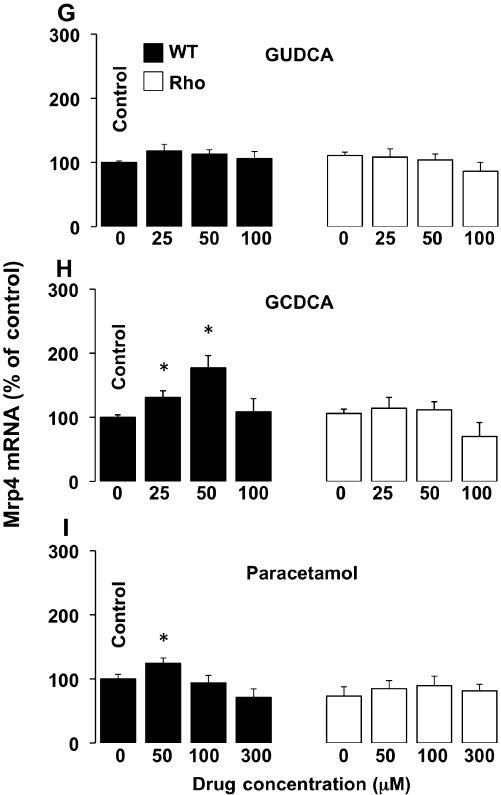 G
300
WT
GUDCA
Rho
200
Control
100
0
0 25 50 100 0 25 50 100
H
300
GCDCA
Control
200
* *
100
0
0 25 50 100 0 25 50 100
Mrp4 mRNA (% of control)
I
300
Paracetamol
Control
200
*
100
0
0 50 100 300 0 50 100 300
Drug concentration (µM)